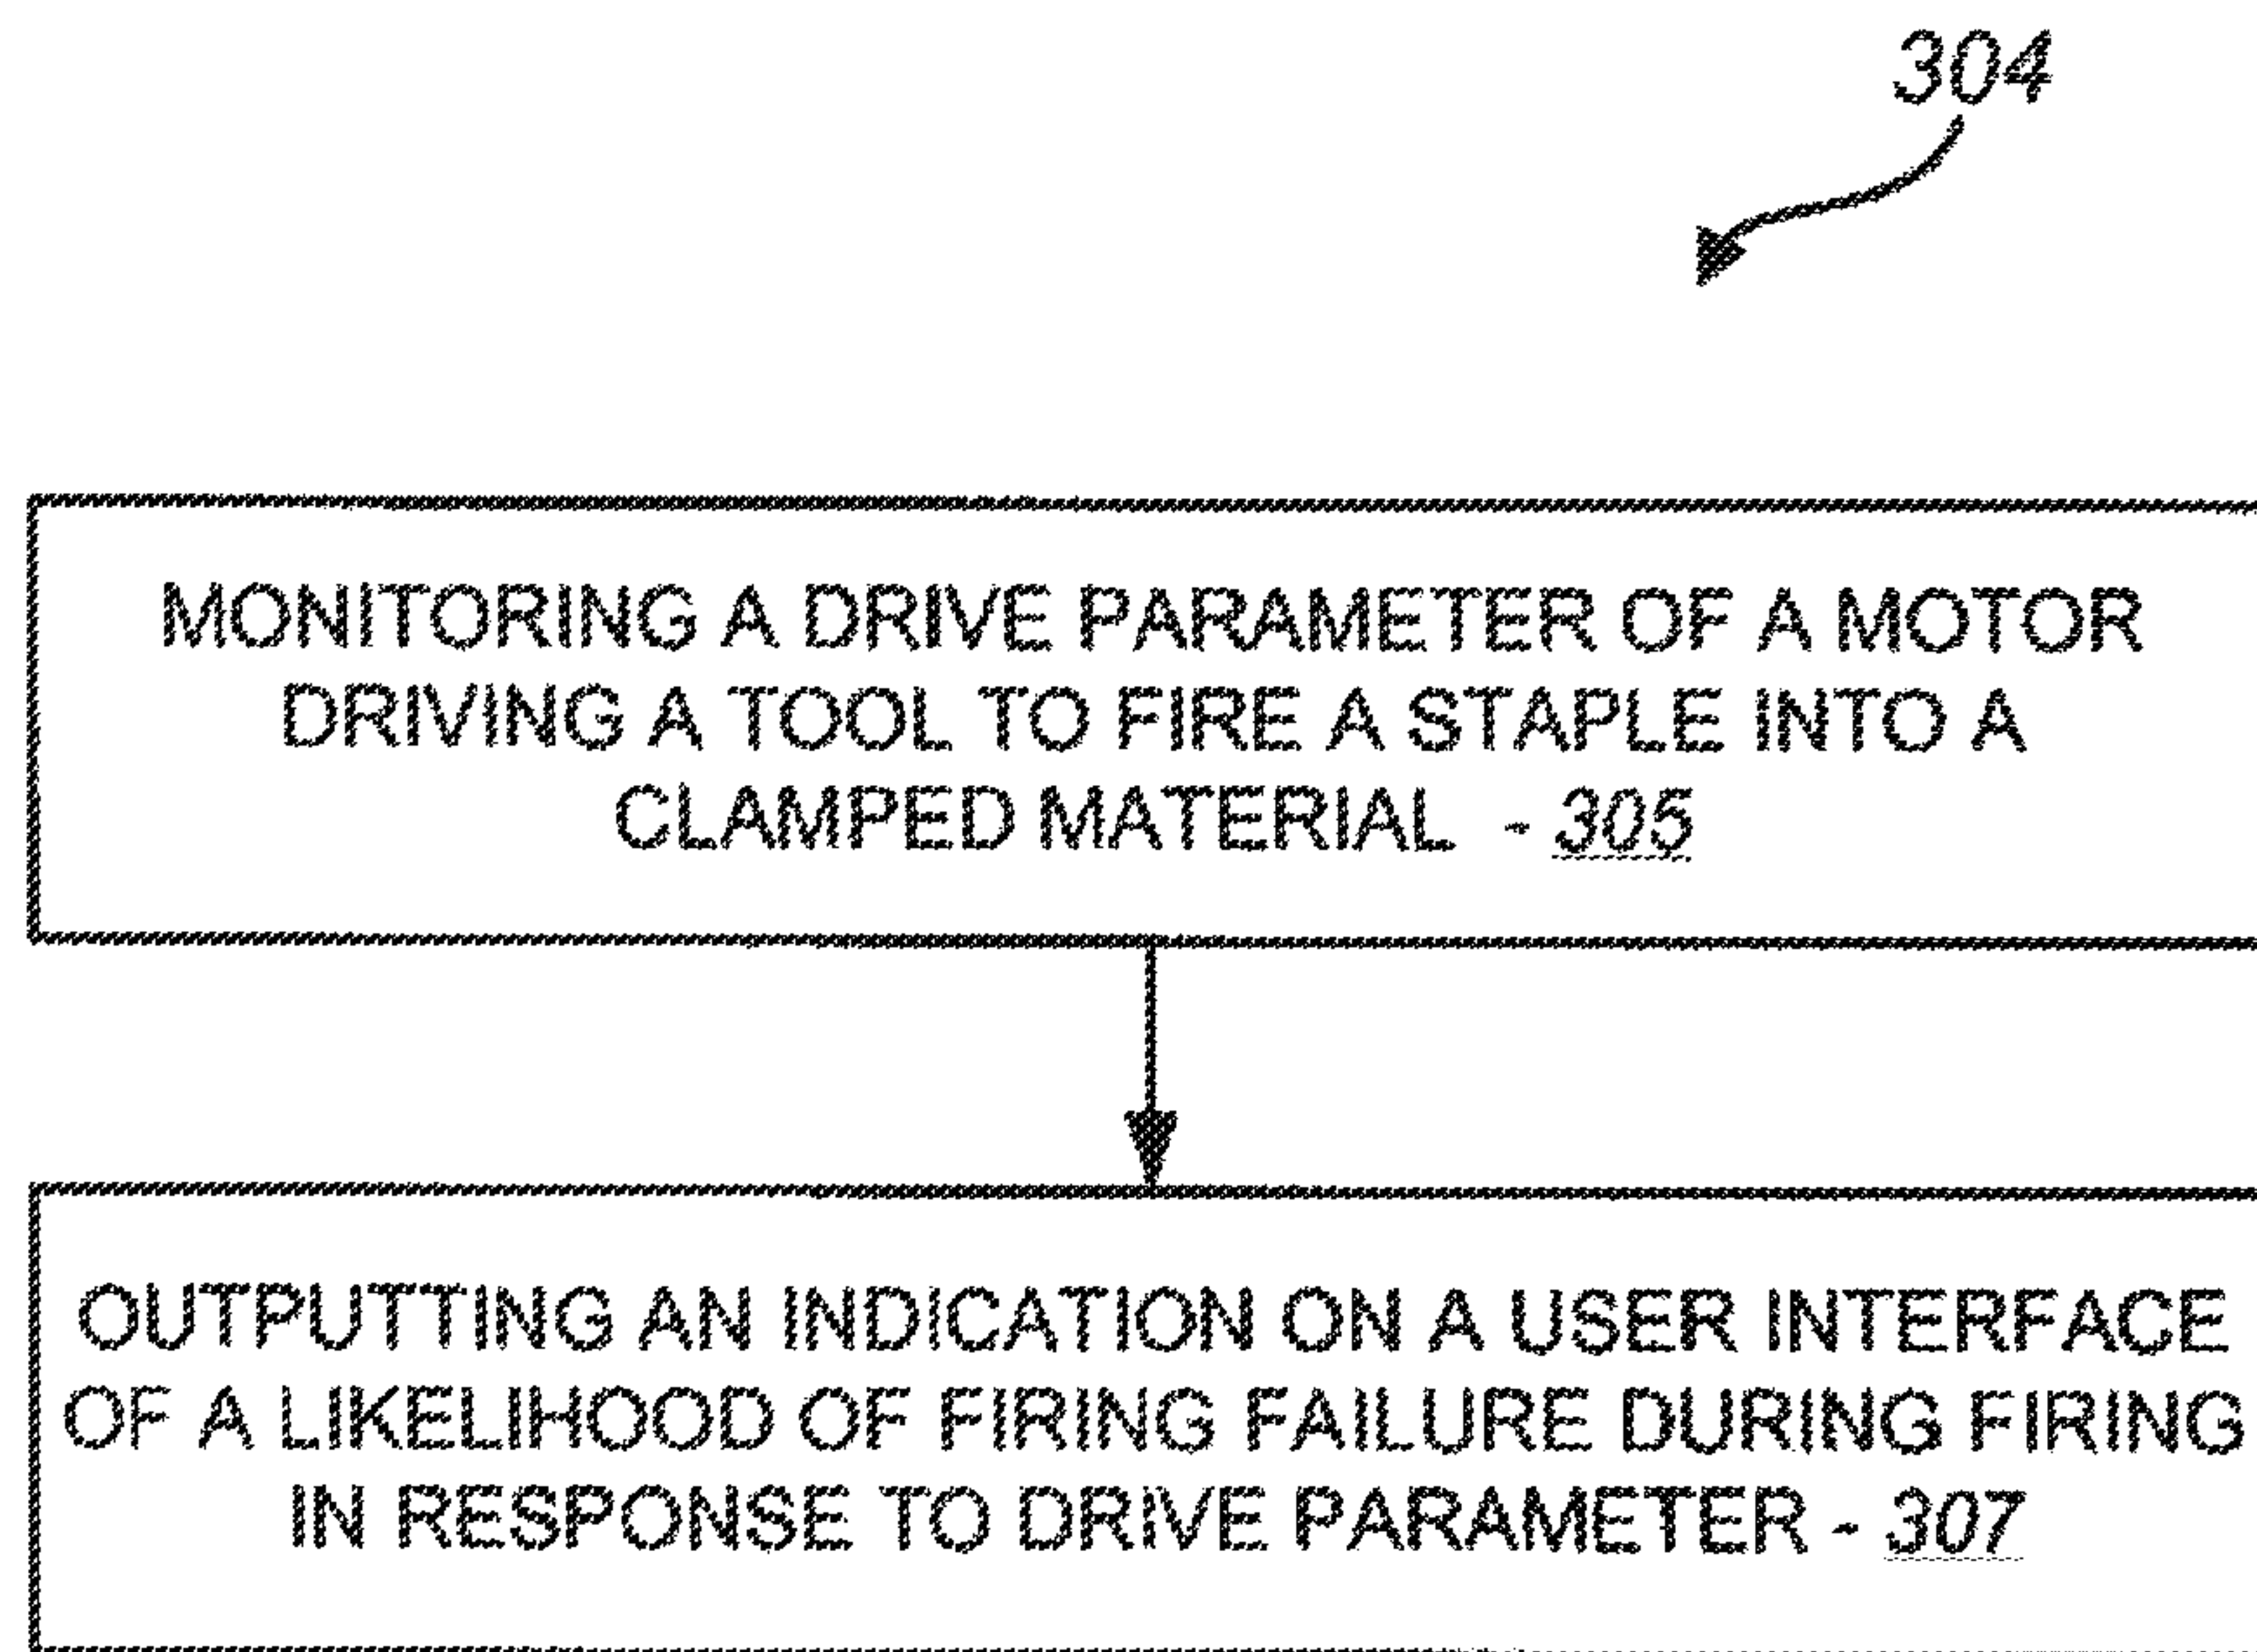 304
MONITORING A DRIVE PARAMETER OF A MOTOR
DRIVING A TOOL TO FIRE A STAPLE INTO A
CLAMPED MATERIAL - 305
OUTPUTTING AN INDICATION ON A USER INTERFACE
OF A LIKELIHOOD OF FIRING FAILURE DURING FIRING
IN RESPONSE TO DRIVE PARAMETER - 307